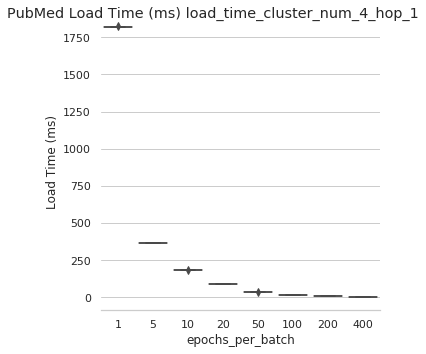 PubMed Load Time (ms) load_time_cluster_num_4_hop_1
1750
1500
1250
1000
750
500
250
0
Load Time (ms)
1 5 10 20 50 100 200 400
epochs_per_batch